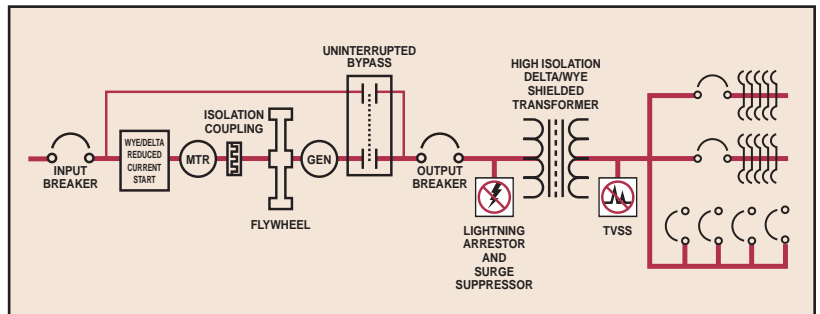 UNINTERRUPTED
BYPASS
HIGH ISOLATION
DELTA/WYE
SHIELDED
TRANSFORMER
ISOLATION
COUPLING
WYE/DELTA
REDUCED
CURRENT
START
MTR
GEN
INPUT
BREAKER
OUTPUT
BREAKER
FLYWHEEL
LIGHTNING
ARRESTOR
AND
SURGE
SUPPRESSOR
TVSS